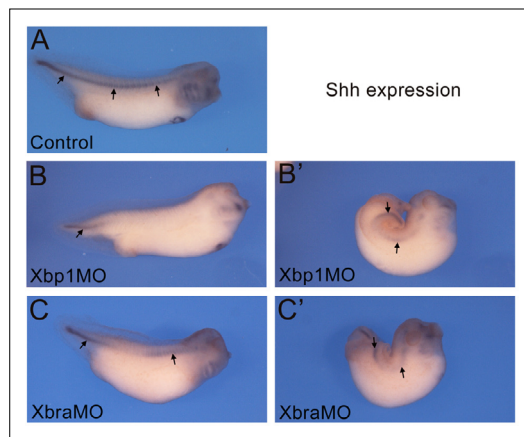 A
Control
Shh expression
B
Xbp1MO
B'
Xbp1MO
C
XbraMO
C'
XbraMO